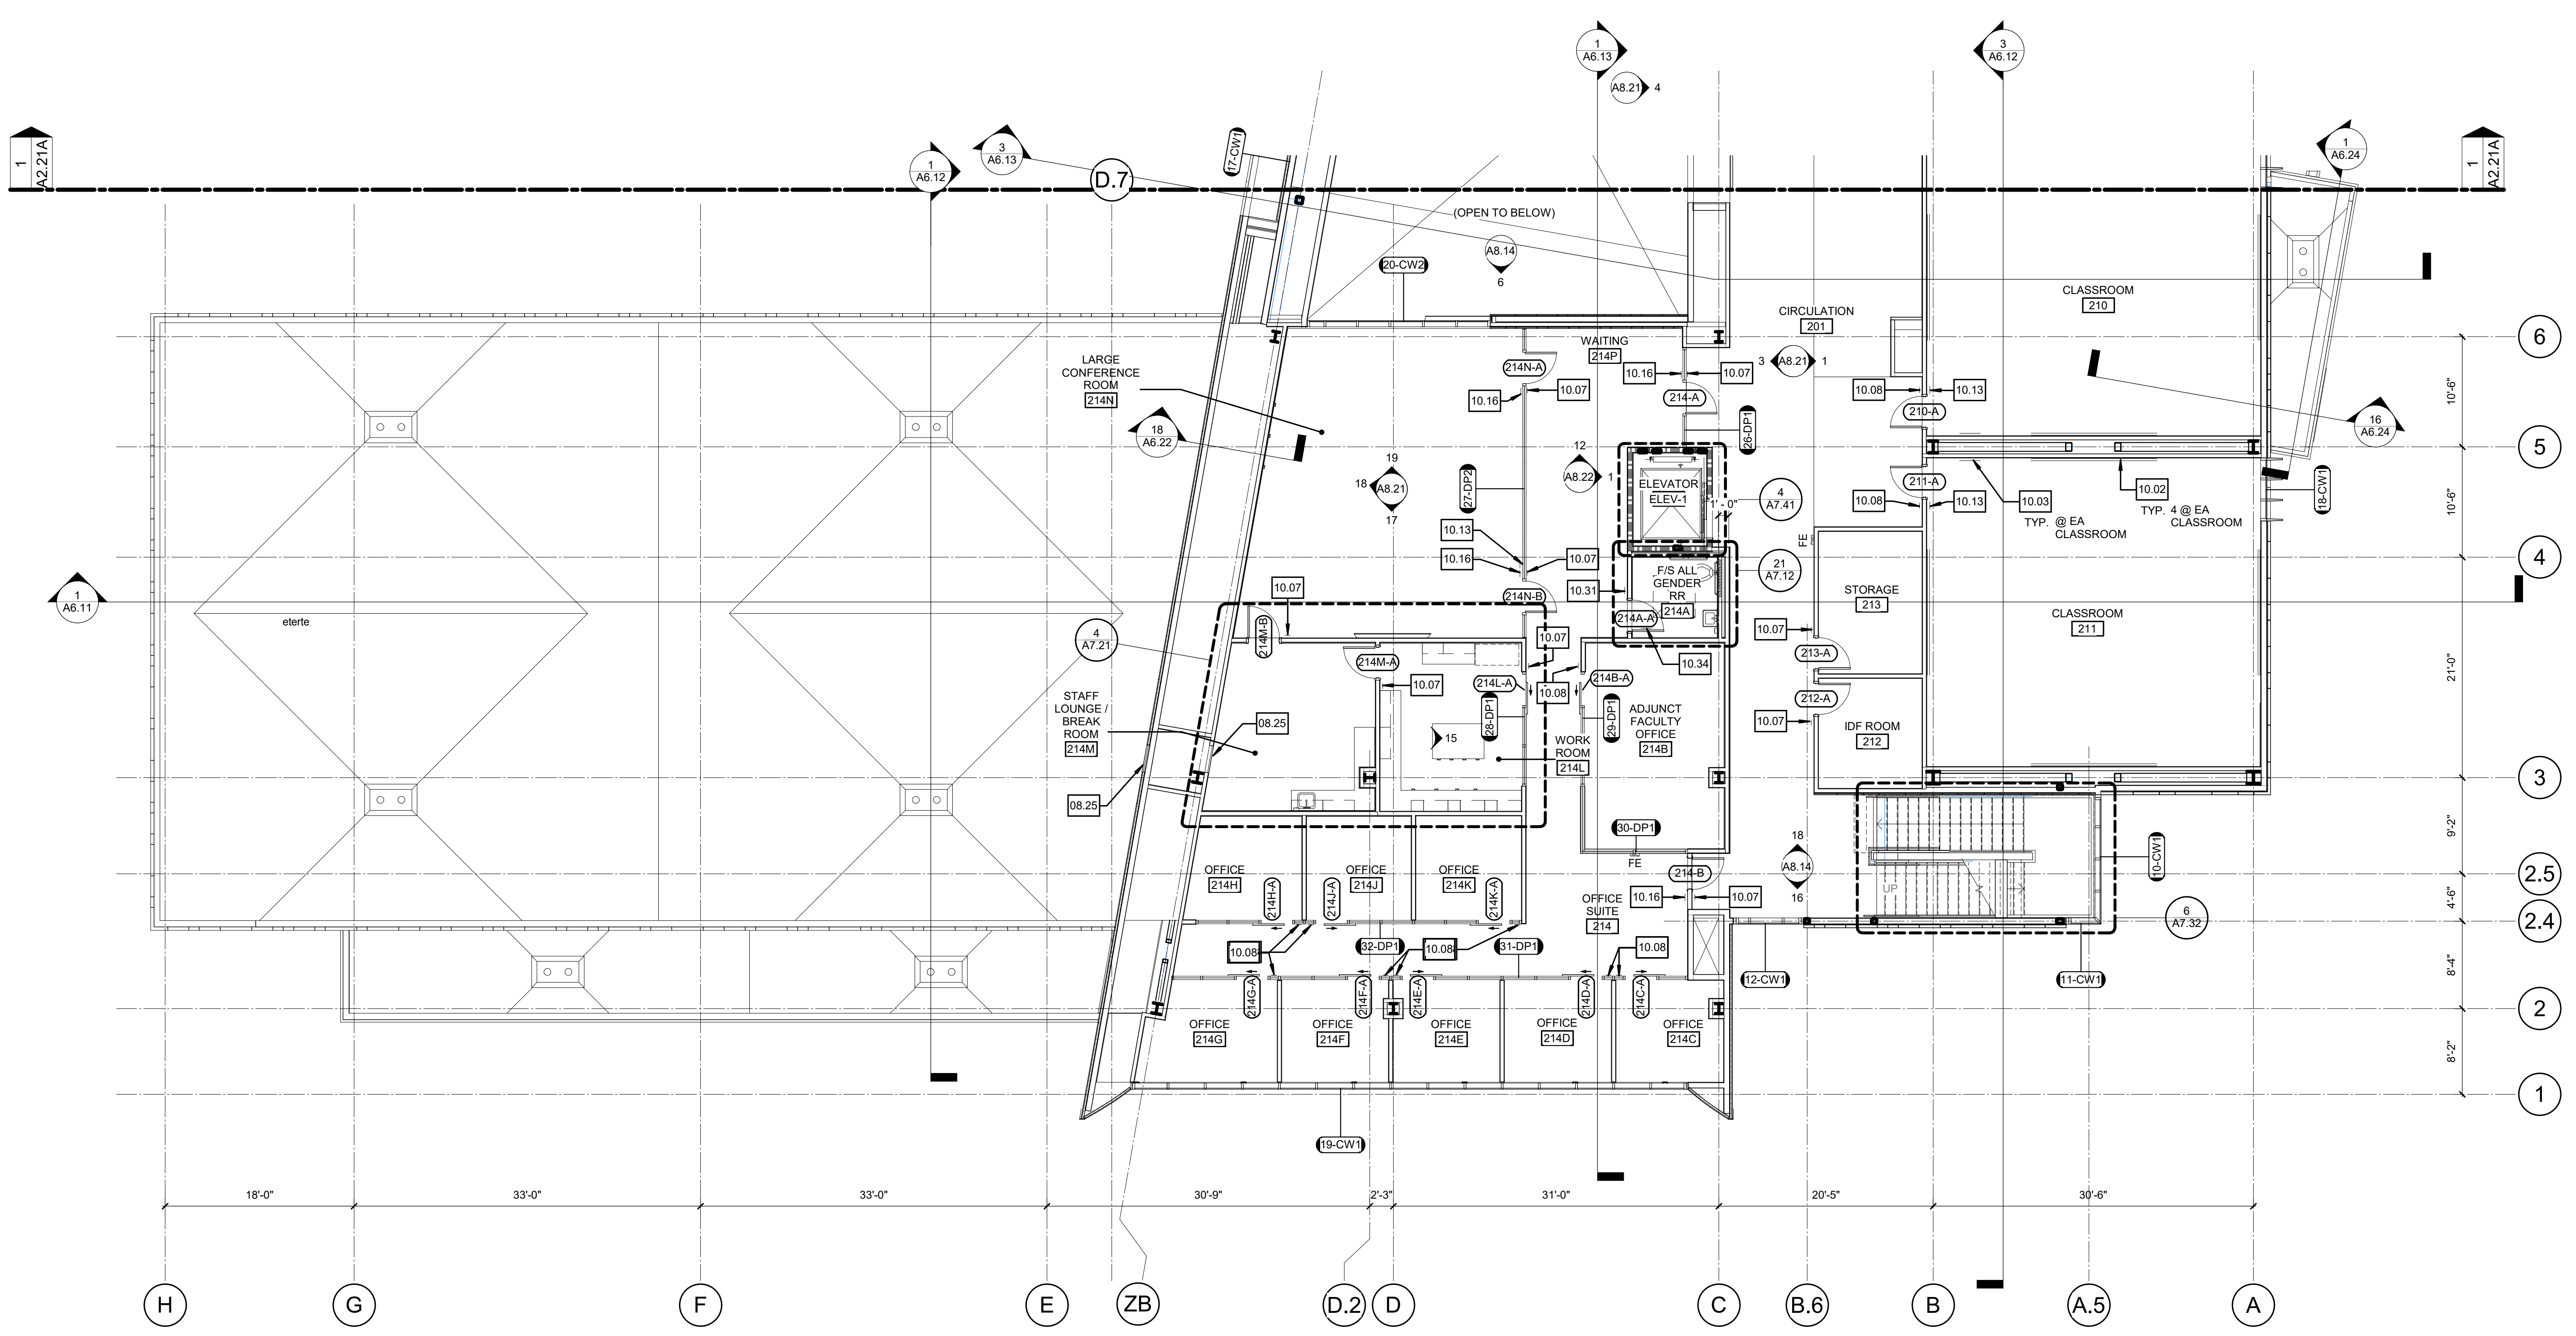 1
A6.13
3
A6.12
A8.21
4
1
A2.21A
1
A6.12
3
A6.13
D.7
17-CW1
1
A6.24
1
A2.21A
(OPEN TO BELOW)
A8.14
6
20-CW2
CLASSROOM
210
CIRCULATION
201
6
WAITING
214P
LARGE
CONFERENCE
ROOM
214N
214N-A
10.16
10.07
3
A8.21
1
10.16
10.07
214-A
10.08
10.13
210-A
10'-6"
18
A6.22
26-DP1
16
A6.24
5
12
A8.22
1
19
18
A8.21
17
27-DP2
ELEVATOR
ELEV-1
1' - 0"
4
A7.41
211-A
10.08
10.13
10.03
TYP. @ EA
CLASSROOM
10.02
TYP. 4 @ EA
CLASSROOM
18-CW1
10'-6"
10.13
10.16
10.07
FE
4
1
A6.11
eterte
10.07
214N-B
10.31
F/S ALL
GENDER
RR
214A
214A-A
21
A7.12
STORAGE
213
CLASSROOM
211
4
A7.21
214M-B
214M-A
10.07
10.34
10.07
213-A
10.07
214L-A
10.08
214B-A
21'-0"
STAFF
LOUNGE /
BREAK
ROOM
214M
08.25
15
28-DP1
29-DP1
ADJUNCT
FACULTY
OFFICE
214B
212-A
10.07
IDF ROOM
212
WORK
ROOM
214L
3
08.25
30-DP1
FE
18
A8.14
16
10-CW1
9'-2"
OFFICE
214H
214H-A
214J-A
OFFICE
214J
OFFICE
214K
214K-A
214-B
10.16
10.07
UP
2.5
4'-6"
OFFICE
SUITE
214
6
A7.32
2.4
10.08
32-DP1
10.08
31-DP1
10.08
12-CW1
11-CW1
8'-4"
214G-A
214F-A
214E-A
214D-A
214C-A
2
OFFICE
214G
OFFICE
214F
OFFICE
214E
OFFICE
214D
OFFICE
214C
8'-2"
1
19-CW1
18'-0"
33'-0"
33'-0"
30'-9"
2'-3"
31'-0"
20'-5"
30'-6"
H
G
F
E
ZB
D.2
D
C
B.6
B
A.5
A